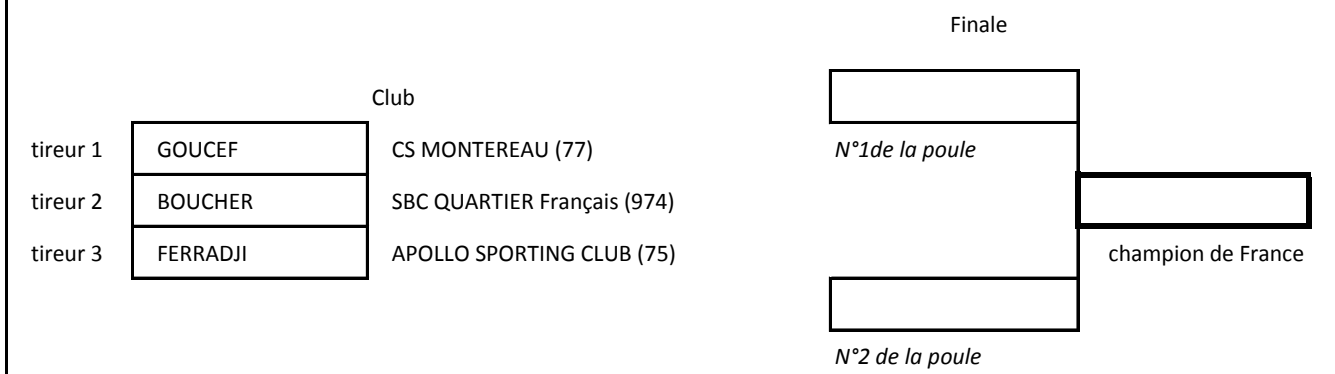 Finale
Club
tireur 1 GOUCEF CS MONTEREAU (77)
tireur 2 BOUCHER SBC QUARTIER Français (974)
tireur 3 FERRADJI APOLLO SPORTING CLUB (75)
N°1de la poule
champion de France
N°2 de la poule